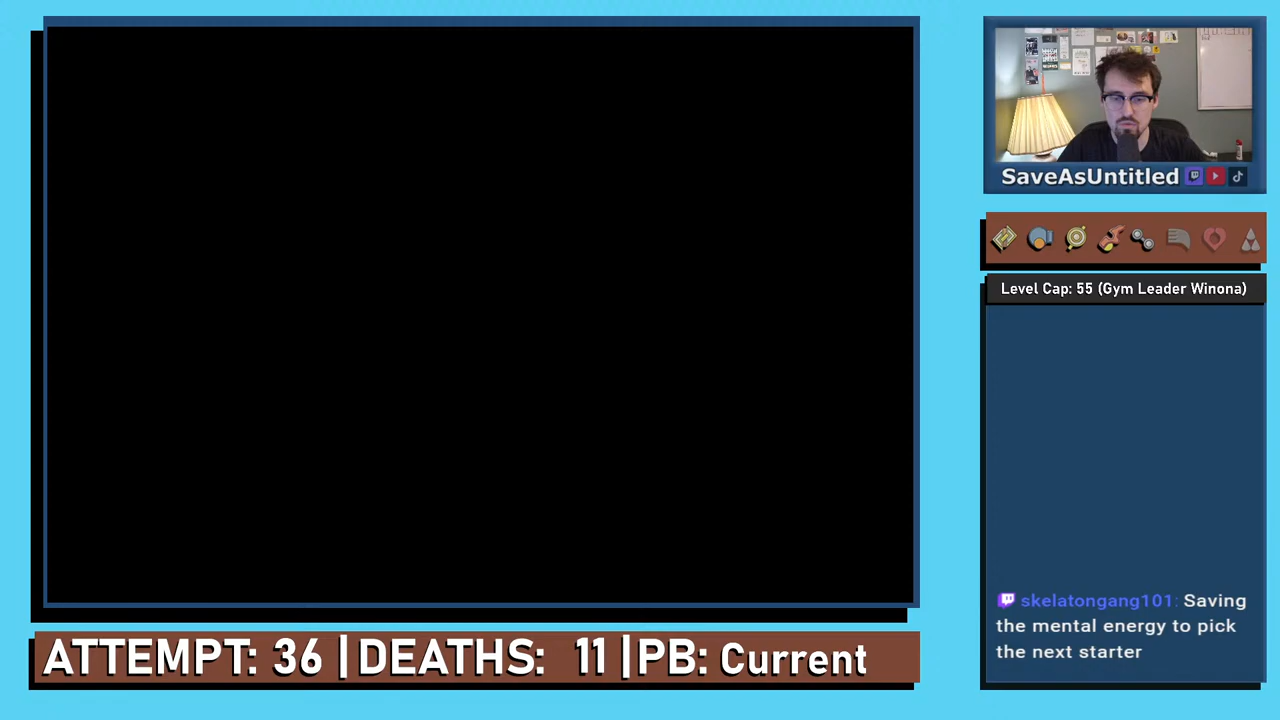 SaveAsUntitled
Level Cap: 55 (Gym Leader Winona)
skelatongang101: Saving
the mental energy to pick
the next starter
ATTEMPT: 36 | DEATHS: 11 | PB: Current